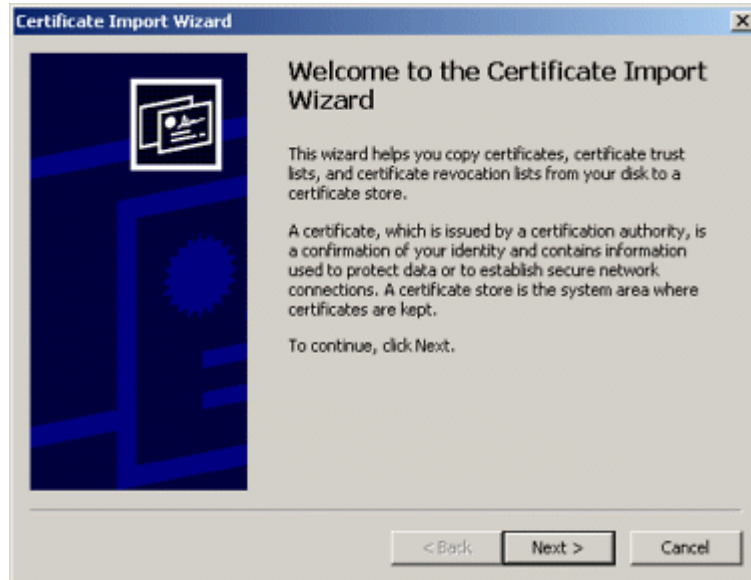 Certificate Import Wizard
Welcome to the Certificate Import
Wizard
This wizard helps you copy certificates, certificate trust
lists, and certificate revocation lists from your disk to a
certificate store.
A certificate, which is issued by a certification authority, is
a confirmation of your identity and contains information
used to protect data or to establish secure network
connections. A certificate store is the system area where
certificates are kept.
To continue, click Next.
< Back Next > Cancel